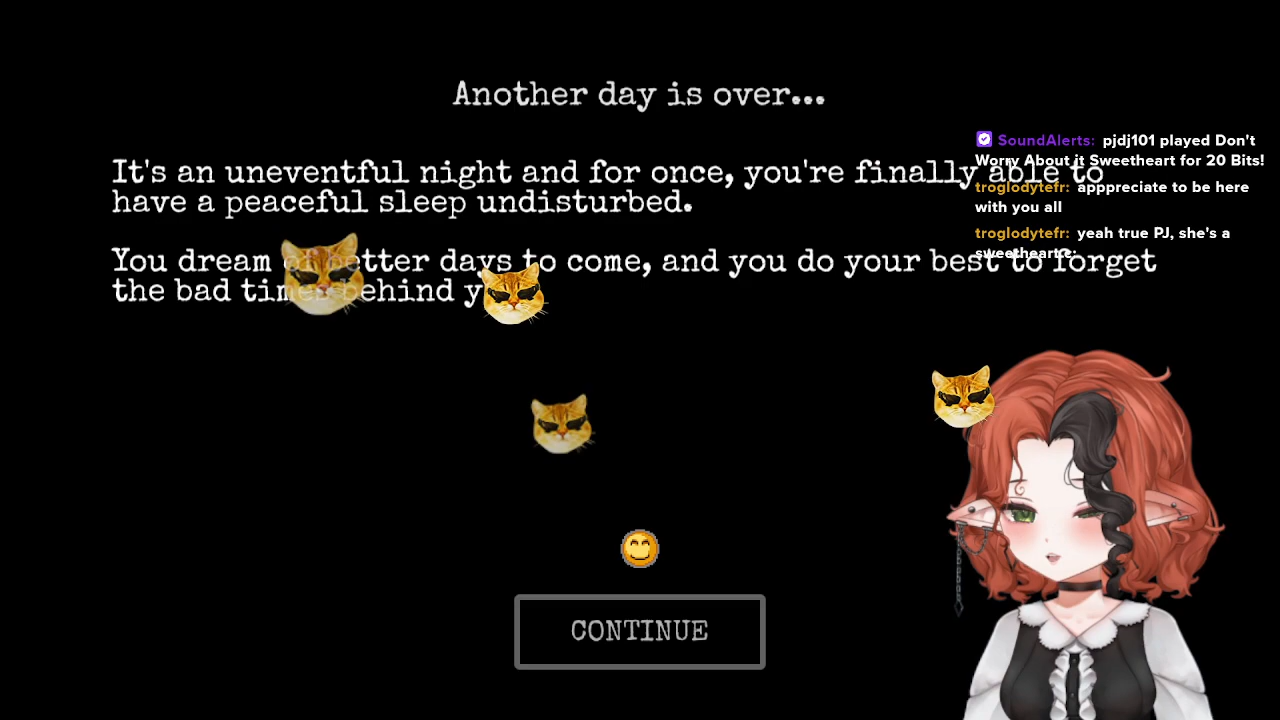 Another day is over...
It's an uneventful night and for once, you're finally able to
have a peaceful sleep undisturbed.
You dream of better days to come, and you do your best to forget
the bad times behind
CONTINUE
SoundAlerts: pjdj101 played Don't
Worry About it Sweetheart for 20 Bits!
troglodytefr: apppreciate to be here
with you all
troglodytefr: yeah true PJ, she's a
sweethearte: